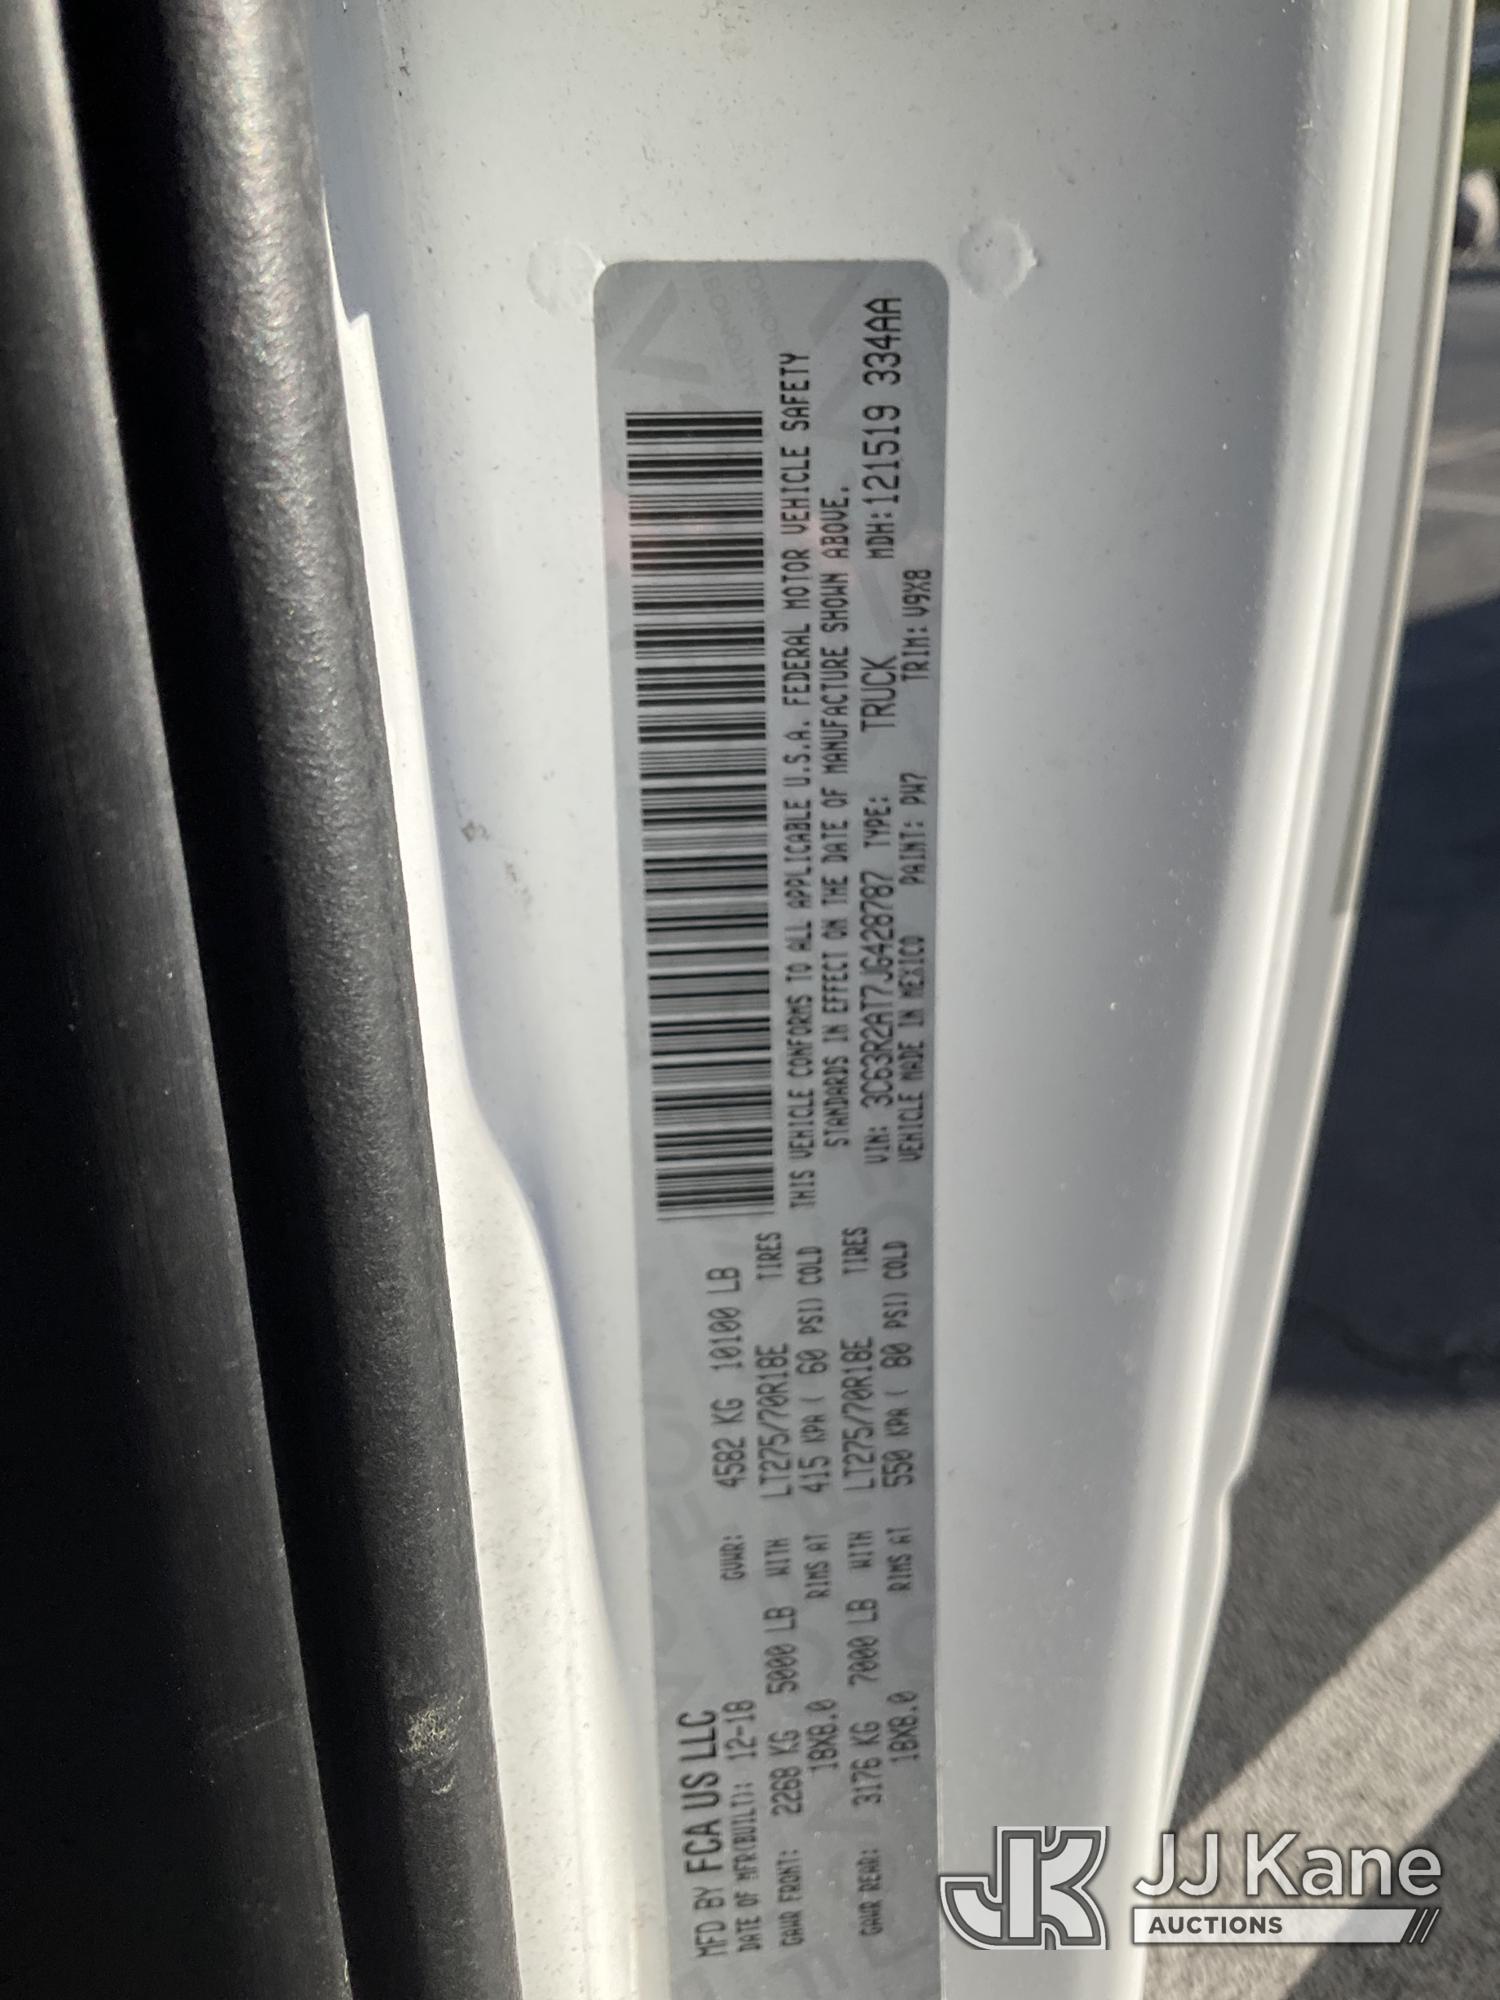 MFD BY FCA US LLC
DATE OF MFR(BUILT): 12-18 GVWR: 4582 KG 10100 LB
GAWR FRONT: 2268 KG 5000 LB WITH LT275/70R18E TIRES
18X8.0 RIMS AT 415 KPA ( 60 PSI) COLD
GAWR REAR: 3176 KG 7000 LB WITH LT275/70R18E TIRES
18X8.0 RIMS AT 550 KPA ( 80 PSI) COLD
THIS VEHICLE CONFORMS TO ALL APPLICABLE U.S.A. FEDERAL MOTOR VEHICLE SAFETY
STANDARDS IN EFFECT ON THE DATE OF MANUFACTURE SHOWN ABOVE.
VIN: 3C63R2AT7JG428787 TYPE: TRUCK MDH:121519 334AA
VEHICLE MADE IN MEXICO PAINT: PW7 TRIM: V9X8
JK JJ Kane
AUCTIONS